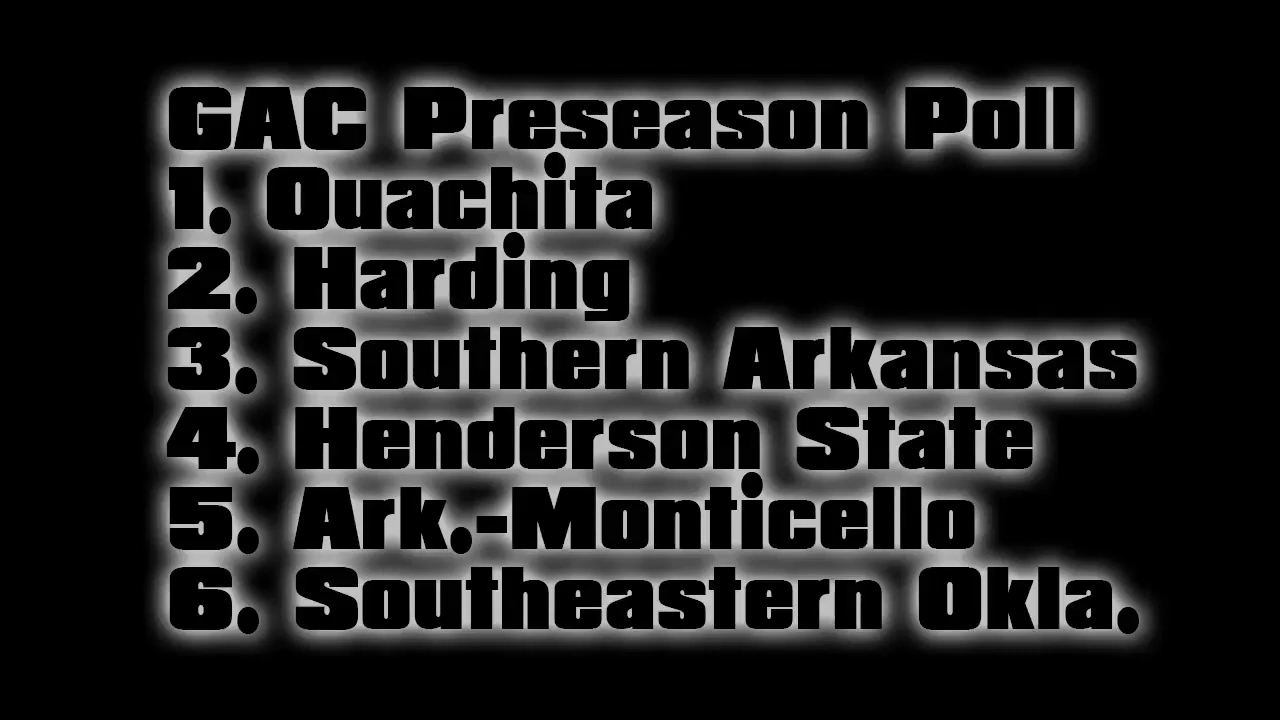 GAC Preseason Poll
1. Ouachita
2. Harding
3. Southern Arkansas
4. Henderson State
5. Ark.-Monticello
6. Southeastern Okla.